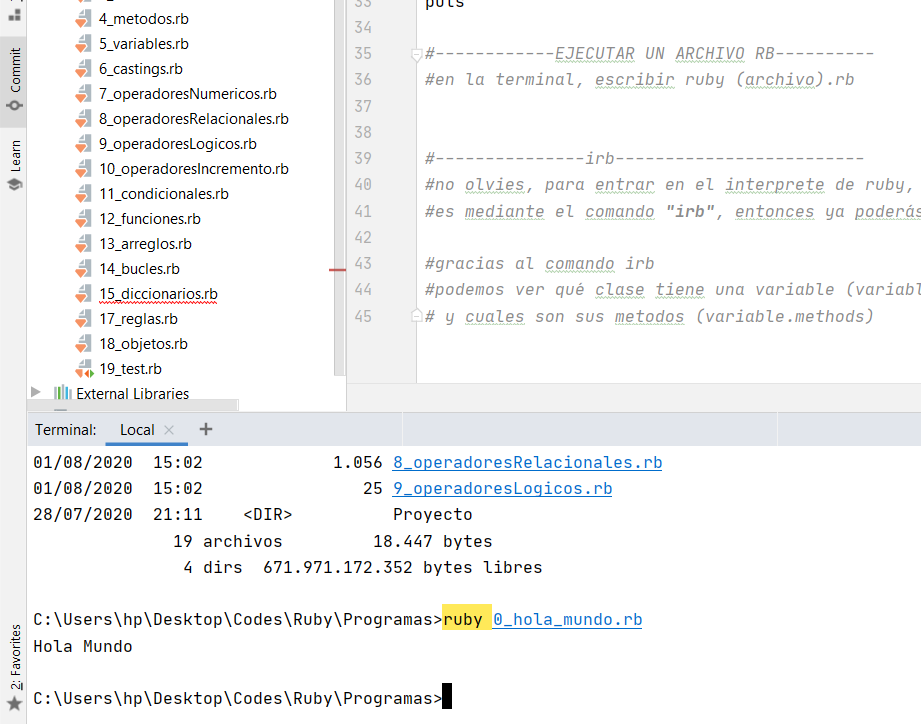 Commit
Learn
2: Favorites
4_metodos.rb
5_variables.rb
6_castings.rb
7_operadoresNumericos.rb
8_operadoresRelacionales.rb
9_operadoresLogicos.rb
10_operadoresIncremento.rb
11_condicionales.rb
12_funciones.rb
13_arreglos.rb
14_bucles.rb
15_diccionarios.rb
17_reglas.rb
18_objetos.rb
19_test.rb
External Libraries
33 puts
34
35 #------------EJECUTAR UN ARCHIVO RB----------
36 #en la terminal, escribir ruby (archivo).rb
37
38
39 #---------------irb-------------------------
40 #no olvies, para entrar en el interprete de ruby,
41 #es mediante el comando "irb", entonces ya poderás
42
43 #gracias al comando irb
44 #podemos ver qué clase tiene una variable (variabl
45 # y cuales son sus metodos (variable.methods)
Terminal: Local × +
01/08/2020 15:02 1.056 8_operadoresRelacionales.rb
01/08/2020 15:02 25 9_operadoresLogicos.rb
28/07/2020 21:11 <DIR> Proyecto
19 archivos 18.447 bytes
4 dirs 671.971.172.352 bytes libres
C:\Users\hp\Desktop\Codes\Ruby\Programas>ruby 0_hola_mundo.rb
Hola Mundo
C:\Users\hp\Desktop\Codes\Ruby\Programas>